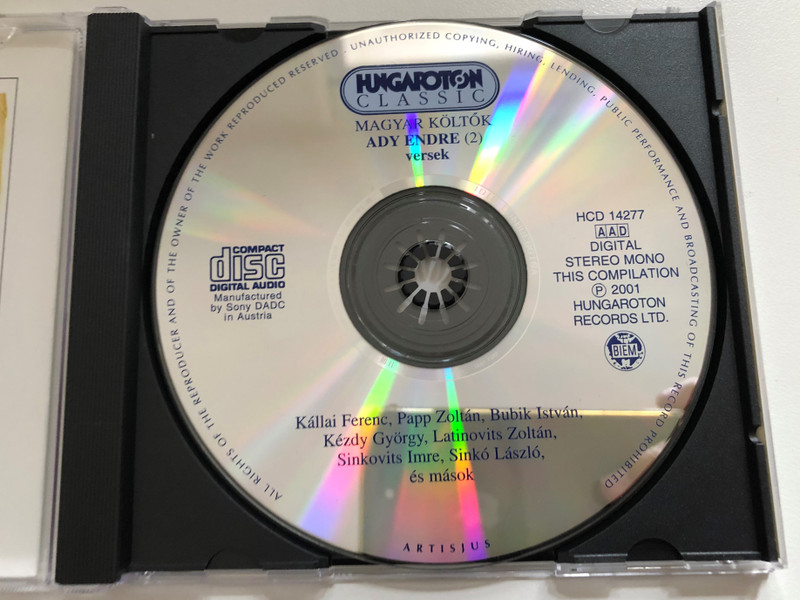 ALL RIGHTS OF THE REPRODUCER AND OF THE OWNER OF THE WORK REPRODUCED RESERVED · UNAUTHORIZED COPYING, HIRING, LENDING, PUBLIC PERFORMANCE AND BROADCASTING OF THIS RECORD PROHIBITED
HUNGAROTON
CLASSIC
MAGYAR KÖLTŐK
ADY ENDRE (2)
versek
COMPACT
disc
DIGITAL AUDIO
Manufactured
by Sony DADC
in Austria
HCD 14277
AAD
DIGITAL
STEREO MONO
THIS COMPILATION
Ⓟ 2001
HUNGAROTON
RECORDS LTD.
BIEM
Kállai Ferenc, Papp Zoltán, Bubik István,
Kézdy György, Latinovits Zoltán,
Sinkovits Imre, Sinkó László,
és mások
ARTISJUS